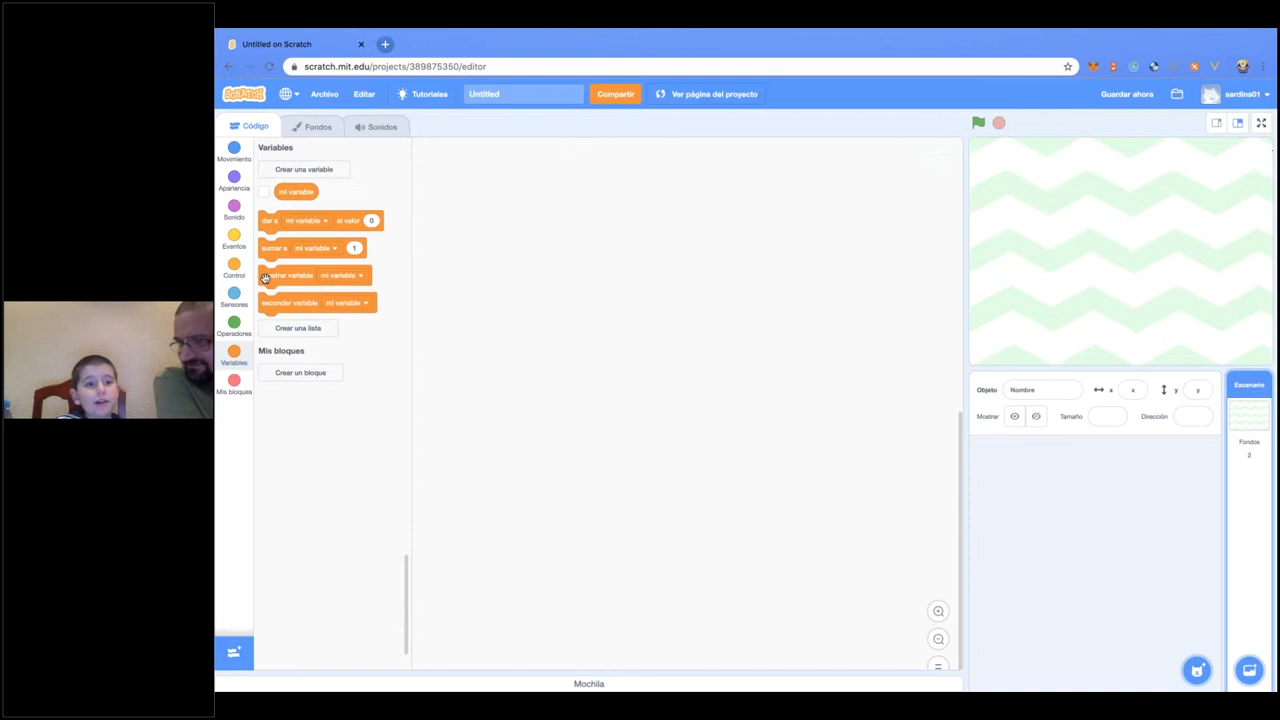 Untitled on Scratch
scratch.mit.edu/projects/389875350/editor
SCRATCH Archivo Editar Tutoriales Untitled Compartir Ver página del proyecto Guardar ahora sardina01
Código Fondos Sonidos
Movimiento
Apariencia
Sonido
Eventos
Control
Sensores
Operadores
Variables
Mis bloques
Variables
Crear una variable
mi variable
dar a mi variable el valor 0
sumar a mi variable 1
variable mi variable
esconder variable mi variable
Crear una lista
Mis bloques
Crear un bloque
Objeto Nombre x x y y
Mostrar Tamaño Dirección
Escenario
Fondos
2
Mochila